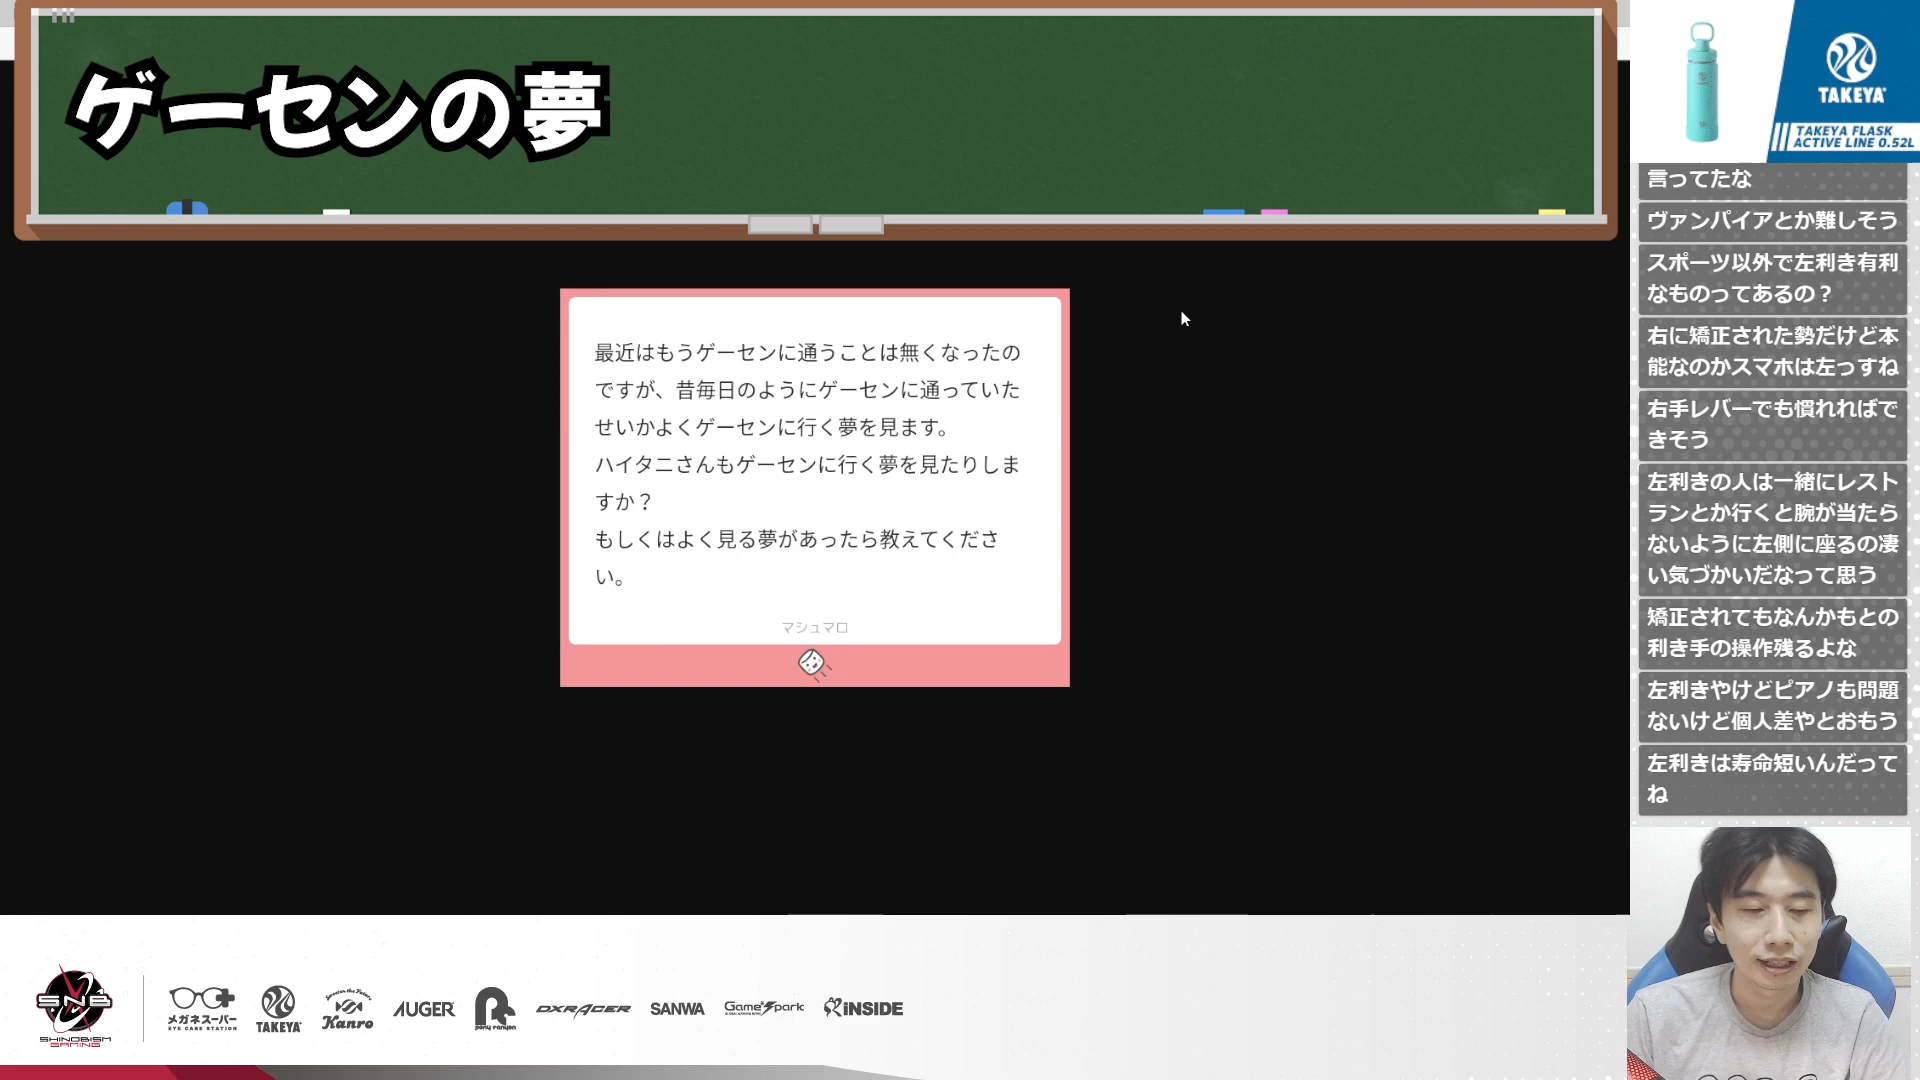 ゲーセンの夢
最近はもうゲーセンに通うことは無くなったの
ですが、昔毎日のようにゲーセンに通っていた
せいかよくゲーセンに行く夢を見ます。
ハイタニさんもゲーセンに行く夢を見たりしま
すか？
もしくはよく見る夢があったら教えてくださ
い。
マシュマロ
TAKEYA
TAKEYA FLASK
ACTIVE LINE 0.52L
言ってたな
ヴァンパイアとか難しそう
スポーツ以外で左利き有利
なものってあるの？
右に矯正された勢だけど本
能なのかスマホは左っすね
右手レバーでも慣れればで
きそう
左利きの人は一緒にレスト
ランとか行くと腕が当たら
ないように左側に座るの凄
い気づかいだなって思う
矯正されてもなんかもとの
利き手の操作残るよな
左利きやけどピアノも問題
ないけど個人差やとおもう
左利きは寿命短いんだって
ね
SNB
SHINOBISM
GAMING
メガネスーパー
EYE CARE STATION
TAKEYA
Kanro
AUGER
pony canyon
DXRACER
SANWA
Game*Spark
iNSIDE